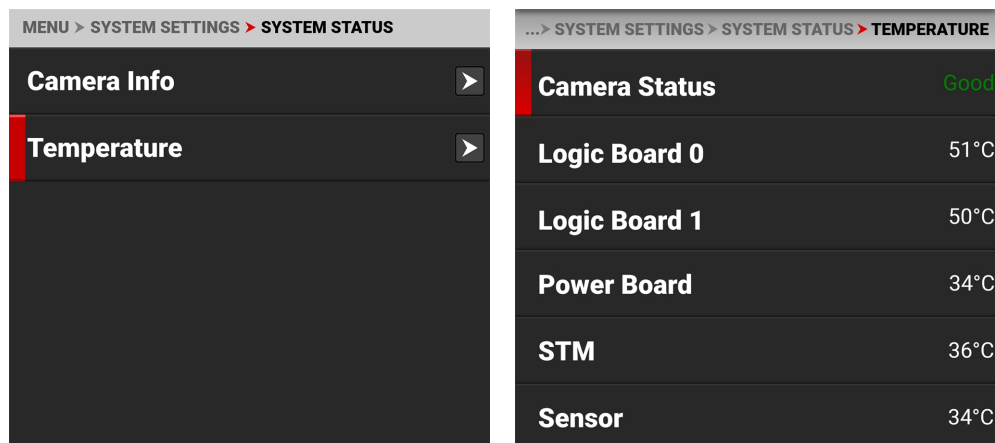 MENU > SYSTEM SETTINGS > SYSTEM STATUS
Camera Info
Temperature
...> SYSTEM SETTINGS > SYSTEM STATUS > TEMPERATURE
Camera Status Good
Logic Board 0 51°C
Logic Board 1 50°C
Power Board 34°C
STM 36°C
Sensor 34°C